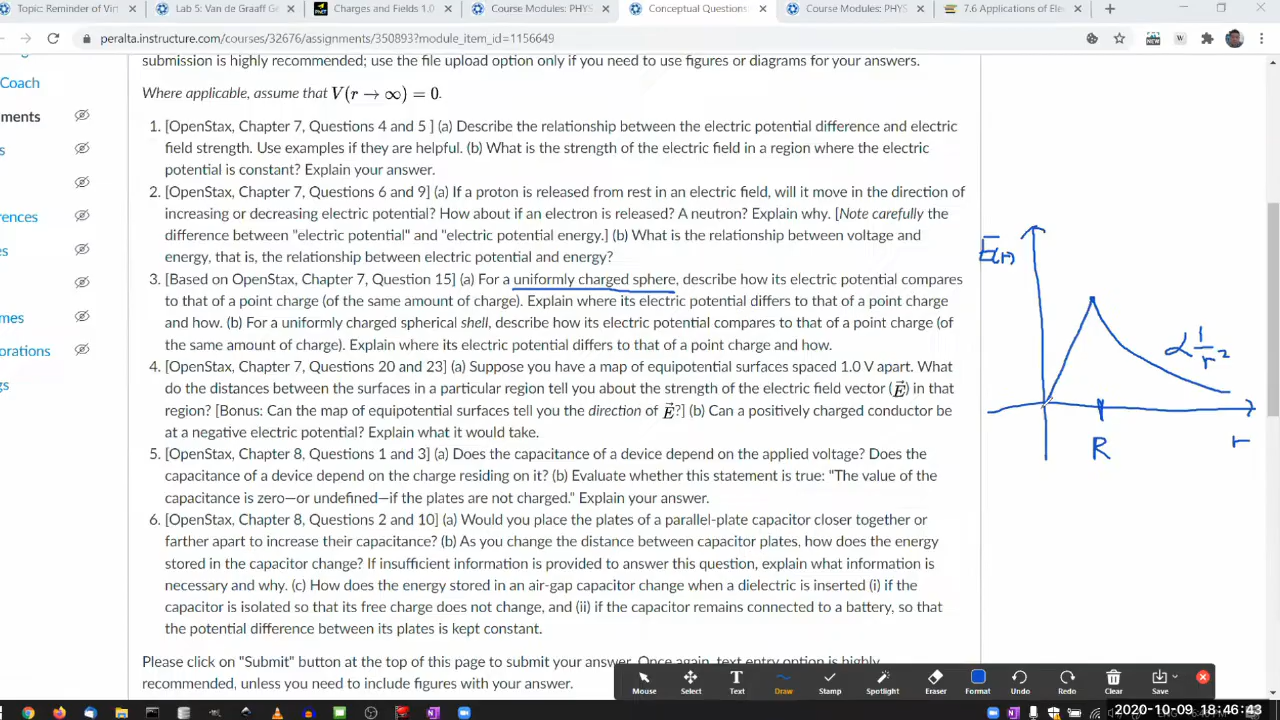 Topic: Reminder of Virt
Lab 5: Van de Graaff Ge
Charges and Fields 1.0
Course Modules: PHYS
Conceptual Questions
Course Modules: PHYS
7.6 Applications of Ele
peralta.instructure.com/courses/32676/assignments/350893?module_item_id=1156649
Coach
ments
s
rences
es
mes
orations
gs
submission is highly recommended; use the file upload option only if you need to use figures or diagrams for your answers.
Where applicable, assume that V(r → ∞) = 0.
1. [OpenStax, Chapter 7, Questions 4 and 5 ] (a) Describe the relationship between the electric potential difference and electric
field strength. Use examples if they are helpful. (b) What is the strength of the electric field in a region where the electric
potential is constant? Explain your answer.
2. [OpenStax, Chapter 7, Questions 6 and 9] (a) If a proton is released from rest in an electric field, will it move in the direction of
increasing or decreasing electric potential? How about if an electron is released? A neutron? Explain why. [Note carefully the
difference between "electric potential" and "electric potential energy.] (b) What is the relationship between voltage and
energy, that is, the relationship between electric potential and energy?
3. [Based on OpenStax, Chapter 7, Question 15] (a) For a uniformly charged sphere, describe how its electric potential compares
to that of a point charge (of the same amount of charge). Explain where its electric potential differs to that of a point charge
and how. (b) For a uniformly charged spherical shell, describe how its electric potential compares to that of a point charge (of
the same amount of charge). Explain where its electric potential differs to that of a point charge and how.
4. [OpenStax, Chapter 7, Questions 20 and 23] (a) Suppose you have a map of equipotential surfaces spaced 1.0 V apart. What
do the distances between the surfaces in a particular region tell you about the strength of the electric field vector (E⃗) in that
region? [Bonus: Can the map of equipotential surfaces tell you the direction of E⃗?] (b) Can a positively charged conductor be
at a negative electric potential? Explain what it would take.
5. [OpenStax, Chapter 8, Questions 1 and 3] (a) Does the capacitance of a device depend on the applied voltage? Does the
capacitance of a device depend on the charge residing on it? (b) Evaluate whether this statement is true: "The value of the
capacitance is zero—or undefined—if the plates are not charged." Explain your answer.
6. [OpenStax, Chapter 8, Questions 2 and 10] (a) Would you place the plates of a parallel-plate capacitor closer together or
farther apart to increase their capacitance? (b) As you change the distance between capacitor plates, how does the energy
stored in the capacitor change? If insufficient information is provided to answer this question, explain what information is
necesary and why. (c) How does the energy stored in an air-gap capacitor change when a dielectric is inserted (i) if the
capacitor is isolated so that its free charge does not change, and (ii) if the capacitor remains connected to a battery, so that
the potential difference between its plates is kept constant.
Please click on "Submit" button at the top of this page to submit your answer. Once again, text entry option is highly
recommended, unless you need to include figures with your answer.
E(r)
∝ 1/r²
R
r
Mouse
Select
Text
Draw
Stamp
Spotlight
Eraser
Format
Undo
Redo
Clear
Save
2020-10-09 18:46:43